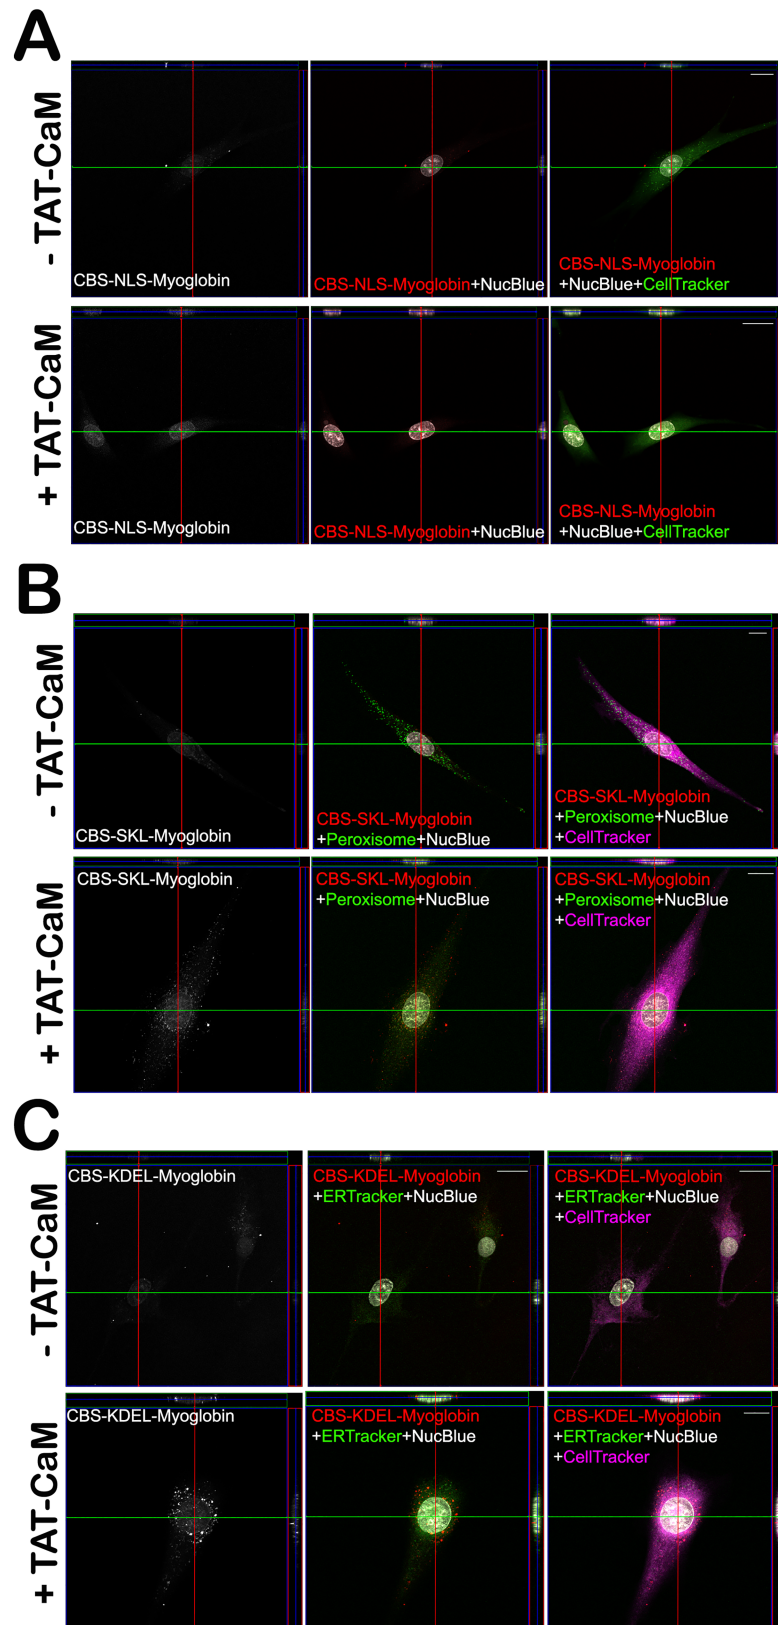 A
- TAT-CaM
CBS-NLS-Myoglobin
CBS-NLS-Myoglobin+NucBlue
CBS-NLS-Myoglobin
+NucBlue+CellTracker
+ TAT-CaM
CBS-NLS-Myoglobin
CBS-NLS-Myoglobin+NucBlue
CBS-NLS-Myoglobin
+NucBlue+CellTracker
B
- TAT-CaM
CBS-SKL-Myoglobin
CBS-SKL-Myoglobin
+Peroxisome+NucBlue
CBS-SKL-Myoglobin
+Peroxisome+NucBlue
+CellTracker
+ TAT-CaM
CBS-SKL-Myoglobin
CBS-SKL-Myoglobin
+Peroxisome+NucBlue
CBS-SKL-Myoglobin
+Peroxisome+NucBlue
+CellTracker
C
- TAT-CaM
CBS-KDEL-Myoglobin
CBS-KDEL-Myoglobin
+ERTracker+NucBlue
CBS-KDEL-Myoglobin
+ERTracker+NucBlue
+CellTracker
+ TAT-CaM
CBS-KDEL-Myoglobin
CBS-KDEL-Myoglobin
+ERTracker+NucBlue
CBS-KDEL-Myoglobin
+ERTracker+NucBlue
+CellTracker